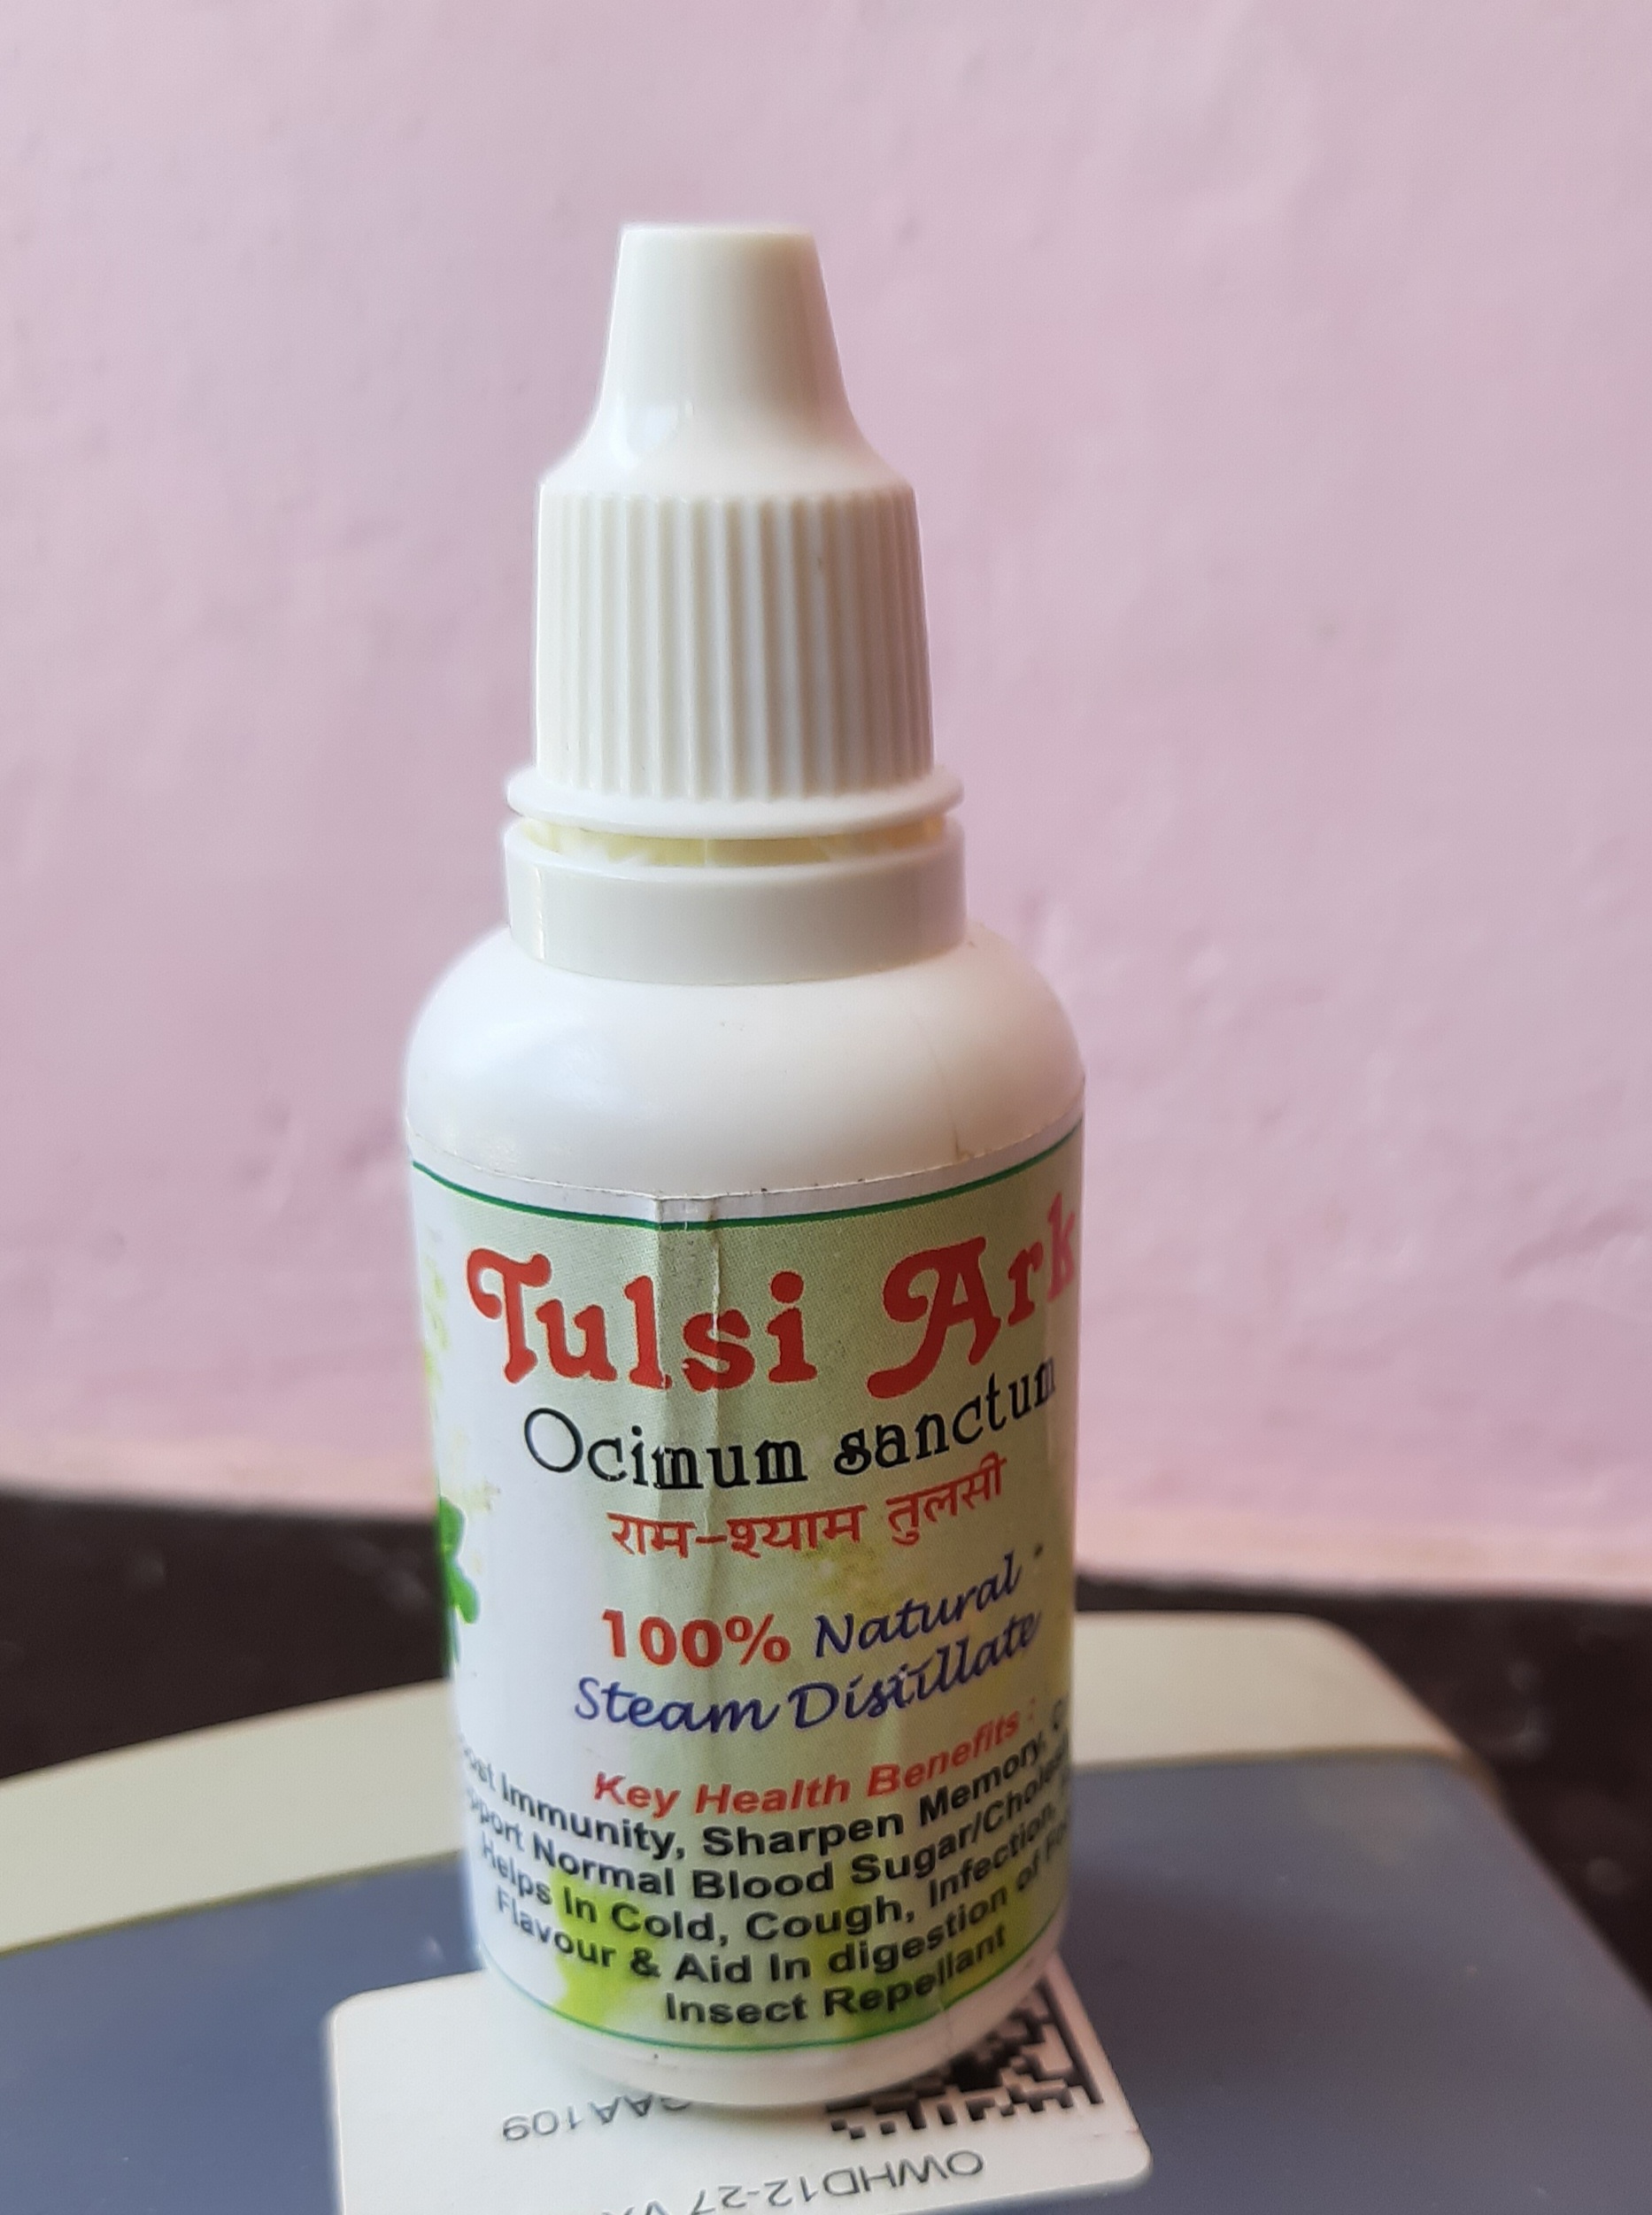 Tulsi Ark
Ocimum sanctum
राम-श्याम तुलसी
100% Natural
Steam Distillate
Key Health Benefits :
Immunity, Sharpen Memory,
Normal Blood Sugar/
Helps In Cold, Cough, Infection,
Flavour & Aid In digestion of
Insect Repellant
OWHD12-27